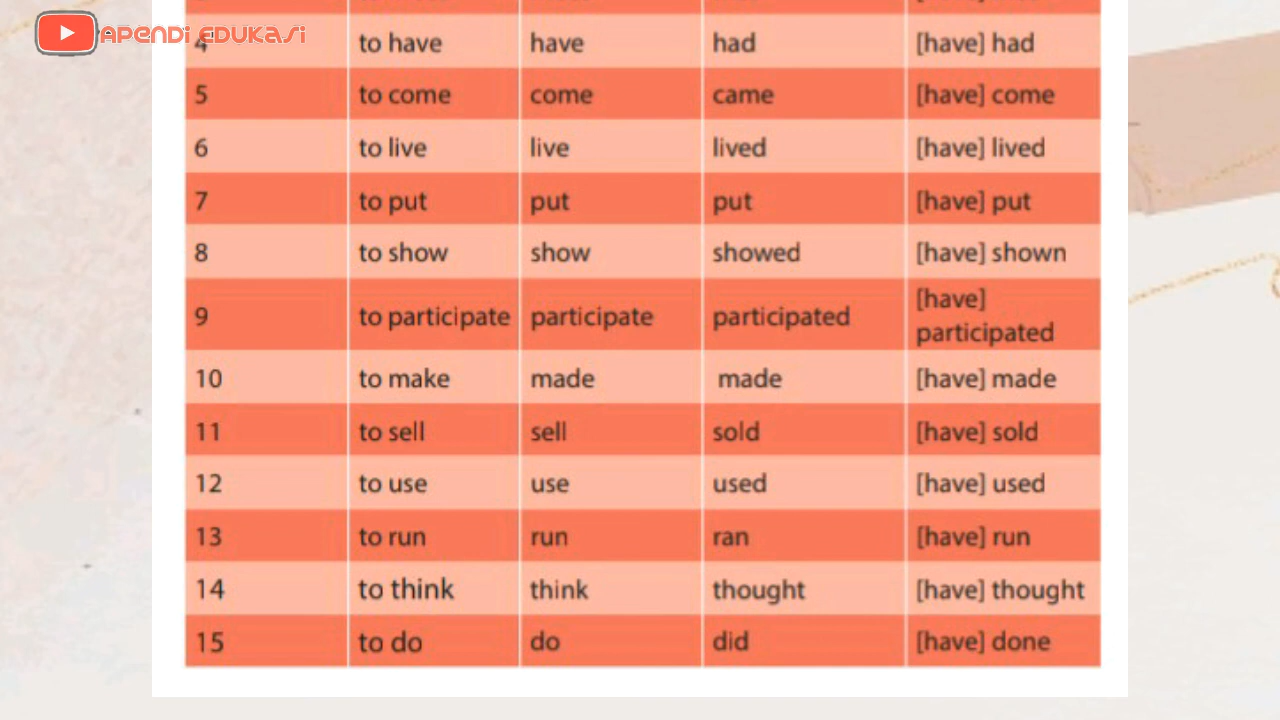 APENDI EDUKASI
4 to have have had [have] had
5 to come come came [have] come
6 to live live lived [have] lived
7 to put put put [have] put
8 to show show showed [have] shown
9 to participate participate participated [have]
participated
10 to make made made [have] made
11 to sell sell sold [have] sold
12 to use use used [have] used
13 to run run ran [have] run
14 to think think thought [have] thought
15 to do do did [have] done